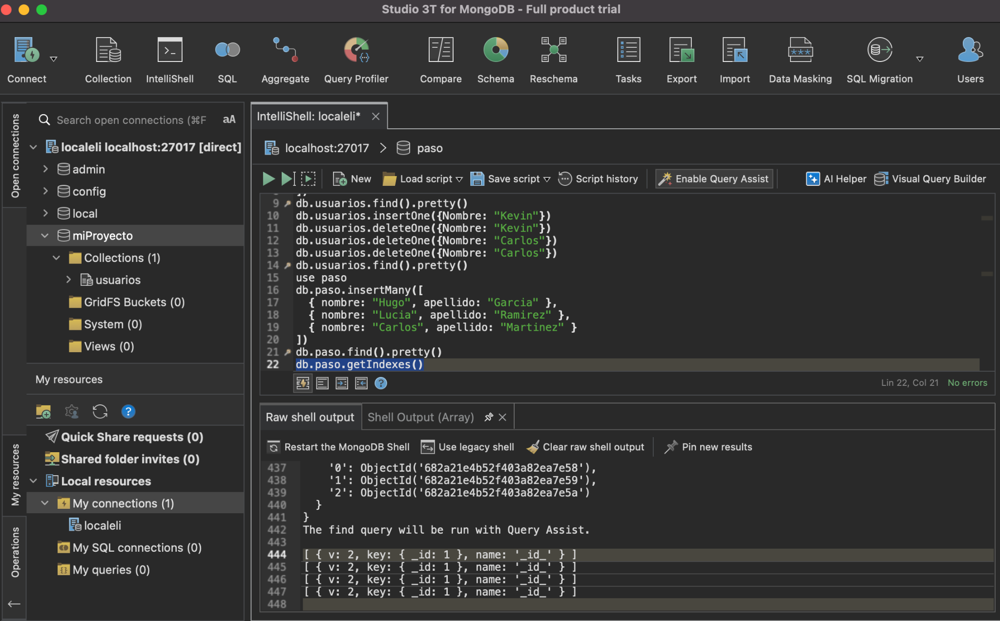 Studio 3T for MongoDB - Full product trial
Connect
Collection
IntelliShell
SQL
Aggregate
Query Profiler
Compare
Schema
Reschema
Tasks
Export
Import
Data Masking
SQL Migration
Users
Open connections
Search open connections (⌘F
aA
localeli localhost:27017 [direct]
admin
config
local
miProyecto
Collections (1)
usuarios
GridFS Buckets (0)
System (0)
Views (0)
My resources
My resources
Quick Share requests (0)
Shared folder invites (0)
Local resources
My connections (1)
localeli
My SQL connections (0)
My queries (0)
Operations
IntelliShell: localeli*
localhost:27017 > paso
New
Load script
Save script
Script history
Enable Query Assist
AI Helper
Visual Query Builder
9 db.usuarios.find().pretty()
10 db.usuarios.insertOne({Nombre: "Kevin"})
11 db.usuarios.deleteOne({Nombre: "Kevin"})
12 db.usuarios.deleteOne({Nombre: "Carlos"})
13 db.usuarios.deleteOne({Nombre: "Carlos"})
14 db.usuarios.find().pretty()
15 use paso
16 db.paso.insertMany([
17 { nombre: "Hugo", apellido: "Garcia" },
18 { nombre: "Lucia", apellido: "Ramirez" },
19 { nombre: "Carlos", apellido: "Martinez" }
20 ])
21 db.paso.find().pretty()
22 db.paso.getIndexes()
Lin 22, Col 21 No errors
Raw shell output
Shell Output (Array)
Restart the MongoDB Shell
Use legacy shell
Clear raw shell output
Pin new results
437 '0': ObjectId('682a21e4b52f403a82ea7e58'),
438 '1': ObjectId('682a21e4b52f403a82ea7e59'),
439 '2': ObjectId('682a21e4b52f403a82ea7e5a')
440 }
441 }
442 The find query will be run with Query Assist.
443
444 [ { v: 2, key: { _id: 1 }, name: '_id_' } ]
445 [ { v: 2, key: { _id: 1 }, name: '_id_' } ]
446 [ { v: 2, key: { _id: 1 }, name: '_id_' } ]
447 [ { v: 2, key: { _id: 1 }, name: '_id_' } ]
448